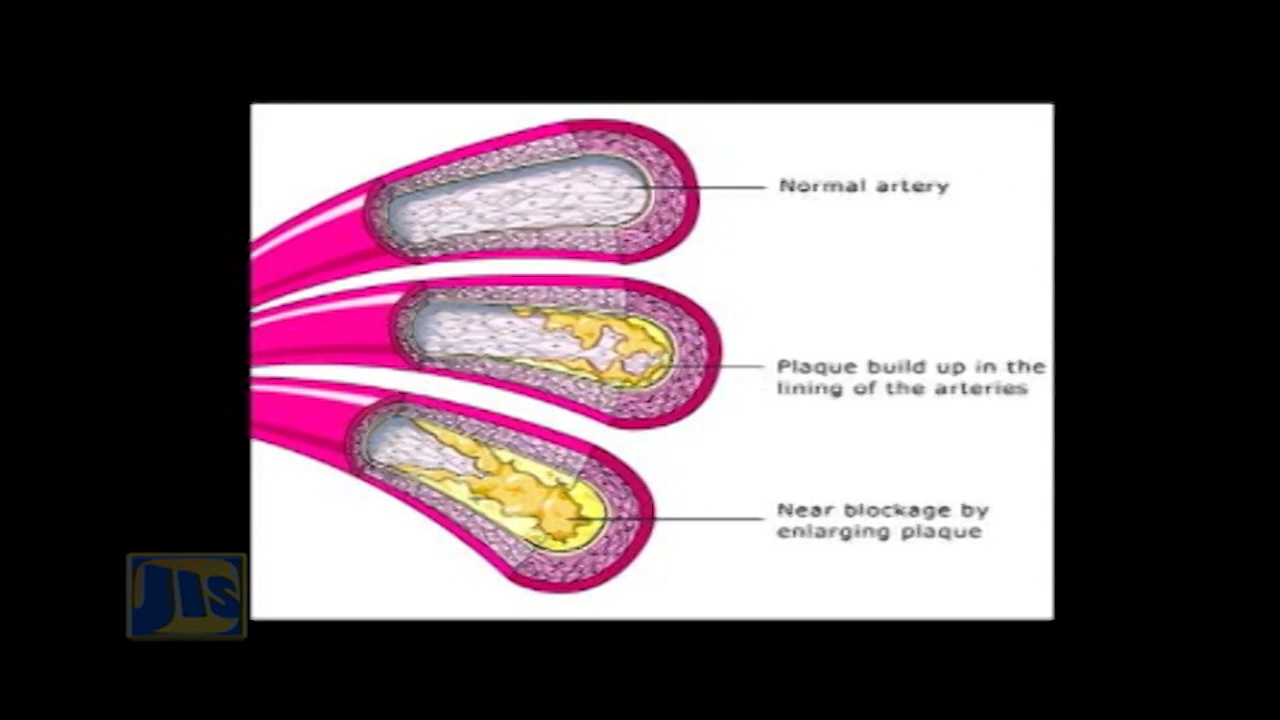 Normal artery
Plaque build up in the
lining of the arteries
Near blockage by
enlarging plaque
JIS